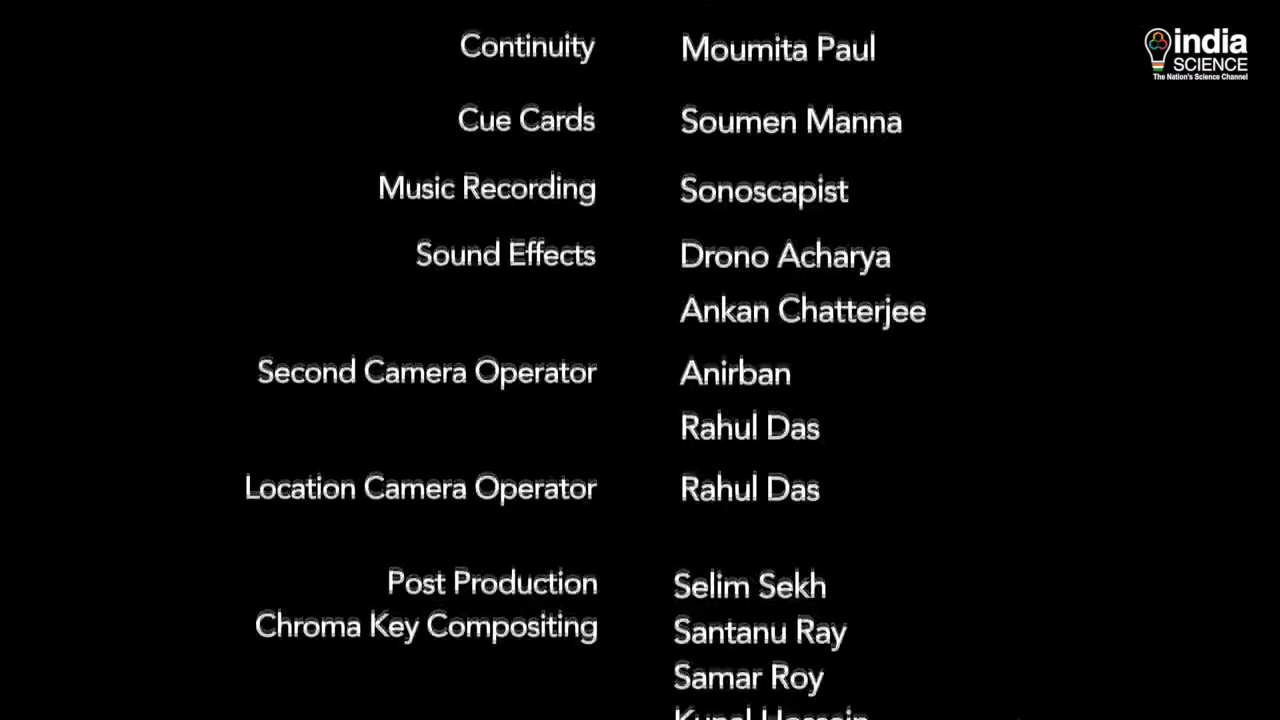 india
SCIENCE
The Nation's Science Channel
Continuity Moumita Paul
Cue Cards Soumen Manna
Music Recording Sonoscapist
Sound Effects Drono Acharya
Ankan Chatterjee
Second Camera Operator Anirban
Rahul Das
Location Camera Operator Rahul Das
Post Production Selim Sekh
Chroma Key Compositing Santanu Ray
Samar Roy